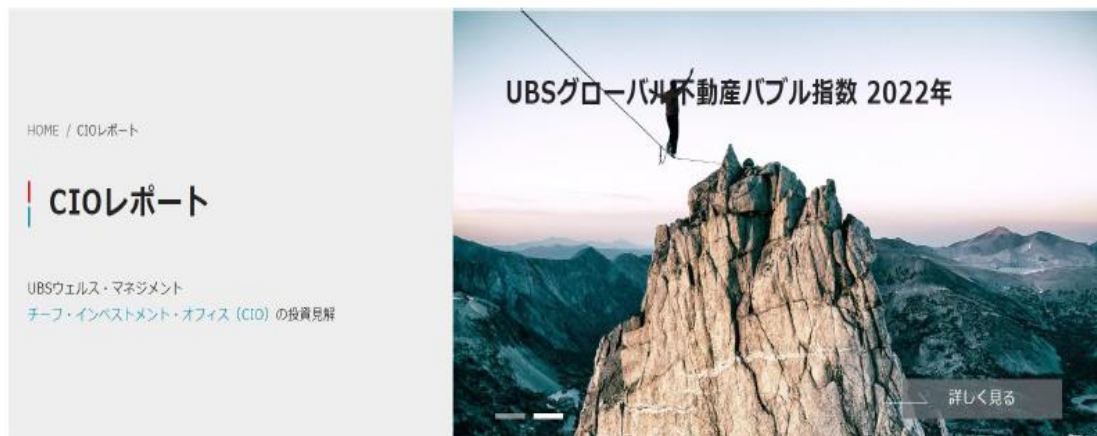 HOME / CIOレポート
CIOレポート
UBSウェルス・マネジメント
チーフ・インベストメント・オフィス（CIO）の投資見解
UBSグローバル不動産バブル指数 2022年
詳しく見る